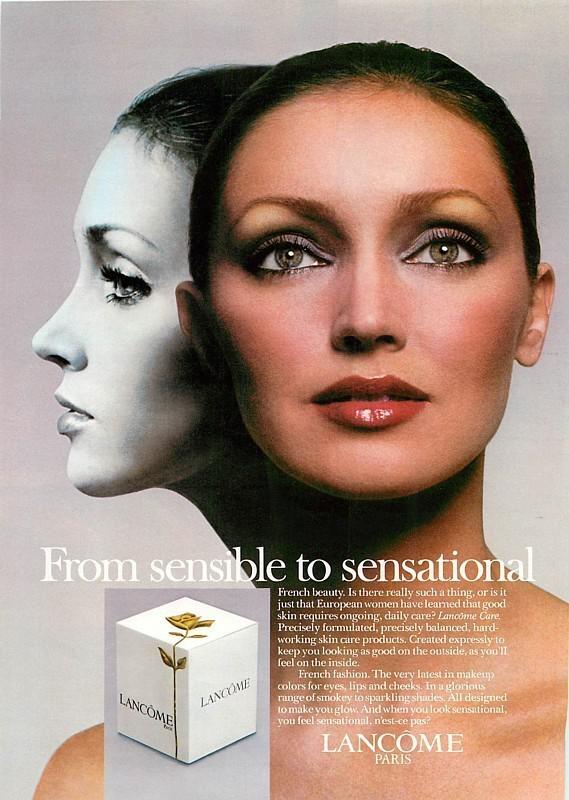 From sensible to sensational
French beauty. Is there really such a thing, or is it
just that European women have learned that good
skin requires ongoing, daily care? Lancôme Care.
Precisely formulated, precisely balanced, hard-
working skin care products. Created expressly to
keep you looking as good on the outside, as you'll
feel on the inside.
French fashion. The very latest in makeup
colors for eyes, lips and cheeks. In a glorious
range of smokey to sparkling shades. All designed
to make you glow. And when you look sensational,
you feel sensational, n'est-ce pas?
LANCÔME
PARIS
LANCÔME
Paris
LANCÔME